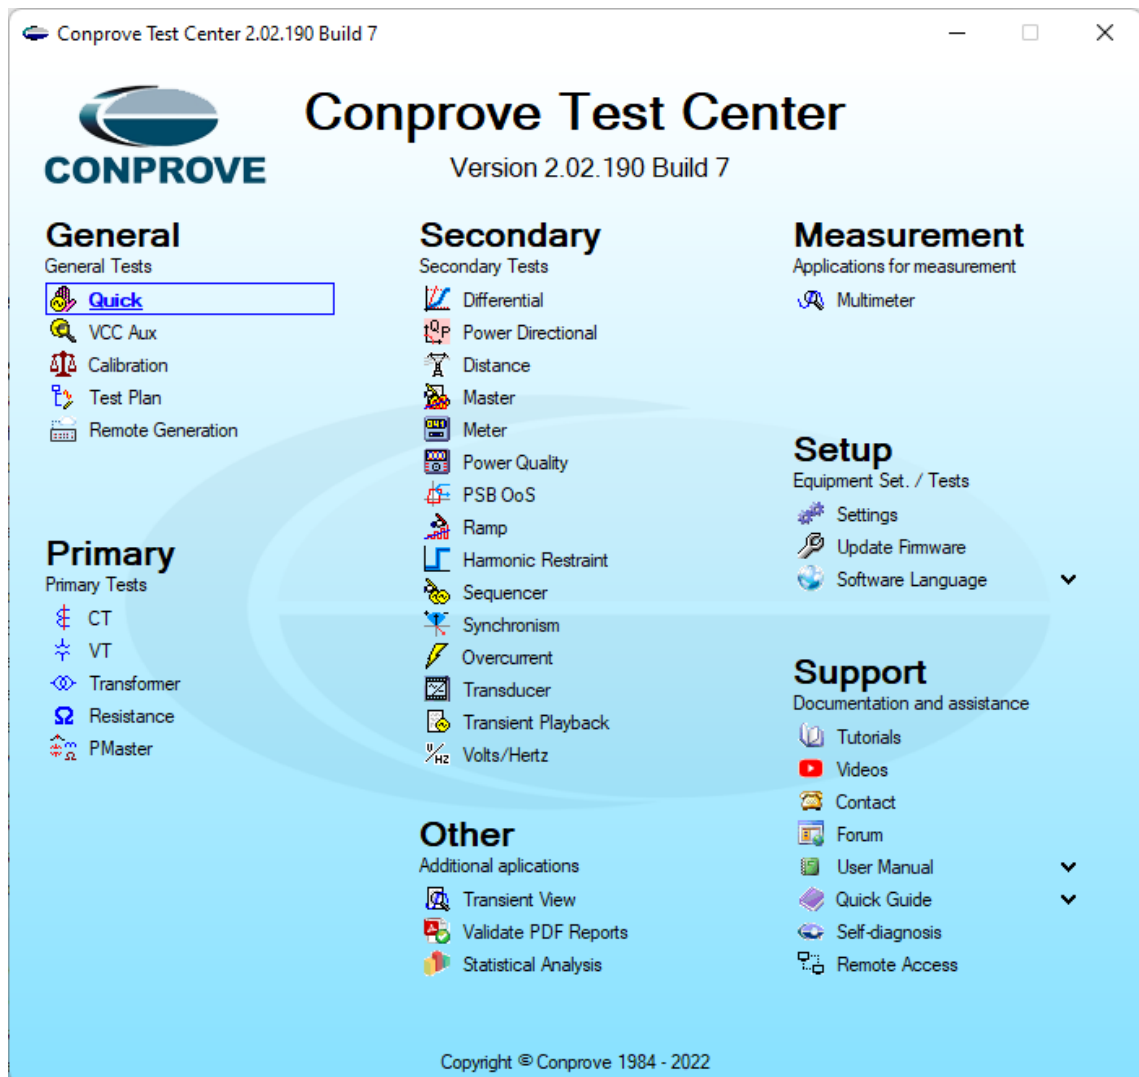 Conprove Test Center 2.02.190 Build 7
CONPROVE
Conprove Test Center
Version 2.02.190 Build 7
General
General Tests
Quick
VCC Aux
Calibration
Test Plan
Remote Generation
Primary
Primary Tests
CT
VT
Transformer
Resistance
PMaster
Secondary
Secondary Tests
Differential
Power Directional
Distance
Master
Meter
Power Quality
PSB OoS
Ramp
Harmonic Restraint
Sequencer
Synchronism
Overcurrent
Transducer
Transient Playback
Volts/Hertz
Other
Additional aplications
Transient View
Validate PDF Reports
Statistical Analysis
Measurement
Applications for measurement
Multimeter
Setup
Equipment Set. / Tests
Settings
Update Firmware
Software Language
Support
Documentation and assistance
Tutorials
Videos
Contact
Forum
User Manual
Quick Guide
Self-diagnosis
Remote Access
Copyright © Conprove 1984 - 2022